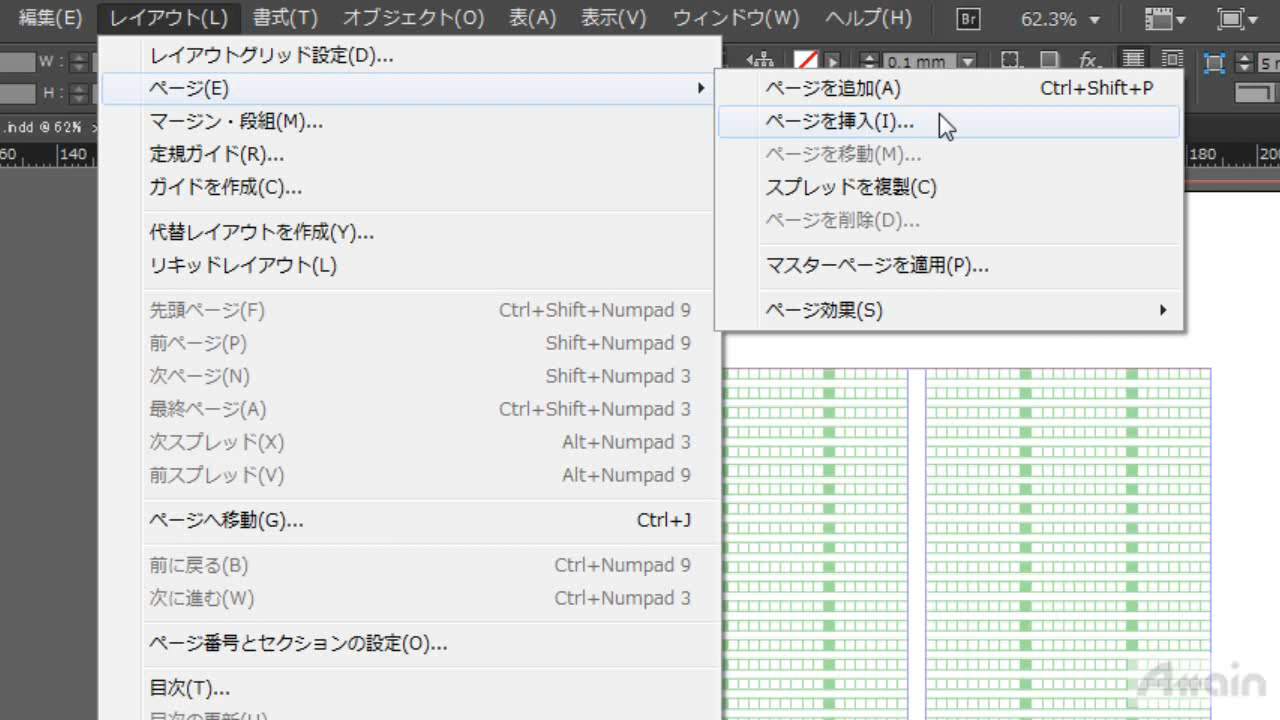 編集(E) レイアウト(L) 書式(T) オブジェクト(O) 表(A) 表示(V) ウィンドウ(W) ヘルプ(H) Br 62.3%
W:
H:
0.1 mm
fx
5 m
.indd @ 62%
60 140 180 200
レイアウトグリッド設定(D)...
ページ(E)
マージン・段組(M)...
定規ガイド(R)...
ガイドを作成(C)...
代替レイアウトを作成(Y)...
リキッドレイアウト(L)
先頭ページ(F) Ctrl+Shift+Numpad 9
前ページ(P) Shift+Numpad 9
次ページ(N) Shift+Numpad 3
最終ページ(A) Ctrl+Shift+Numpad 3
次スプレッド(X) Alt+Numpad 3
前スプレッド(V) Alt+Numpad 9
ページへ移動(G)... Ctrl+J
前に戻る(B) Ctrl+Numpad 9
次に進む(W) Ctrl+Numpad 3
ページ番号とセクションの設定(O)...
目次(T)...
目次の更新(U)
ページを追加(A) Ctrl+Shift+P
ページを挿入(I)...
ページを移動(M)...
スプレッドを複製(C)
ページを削除(D)...
マスターページを適用(P)...
ページ効果(S)